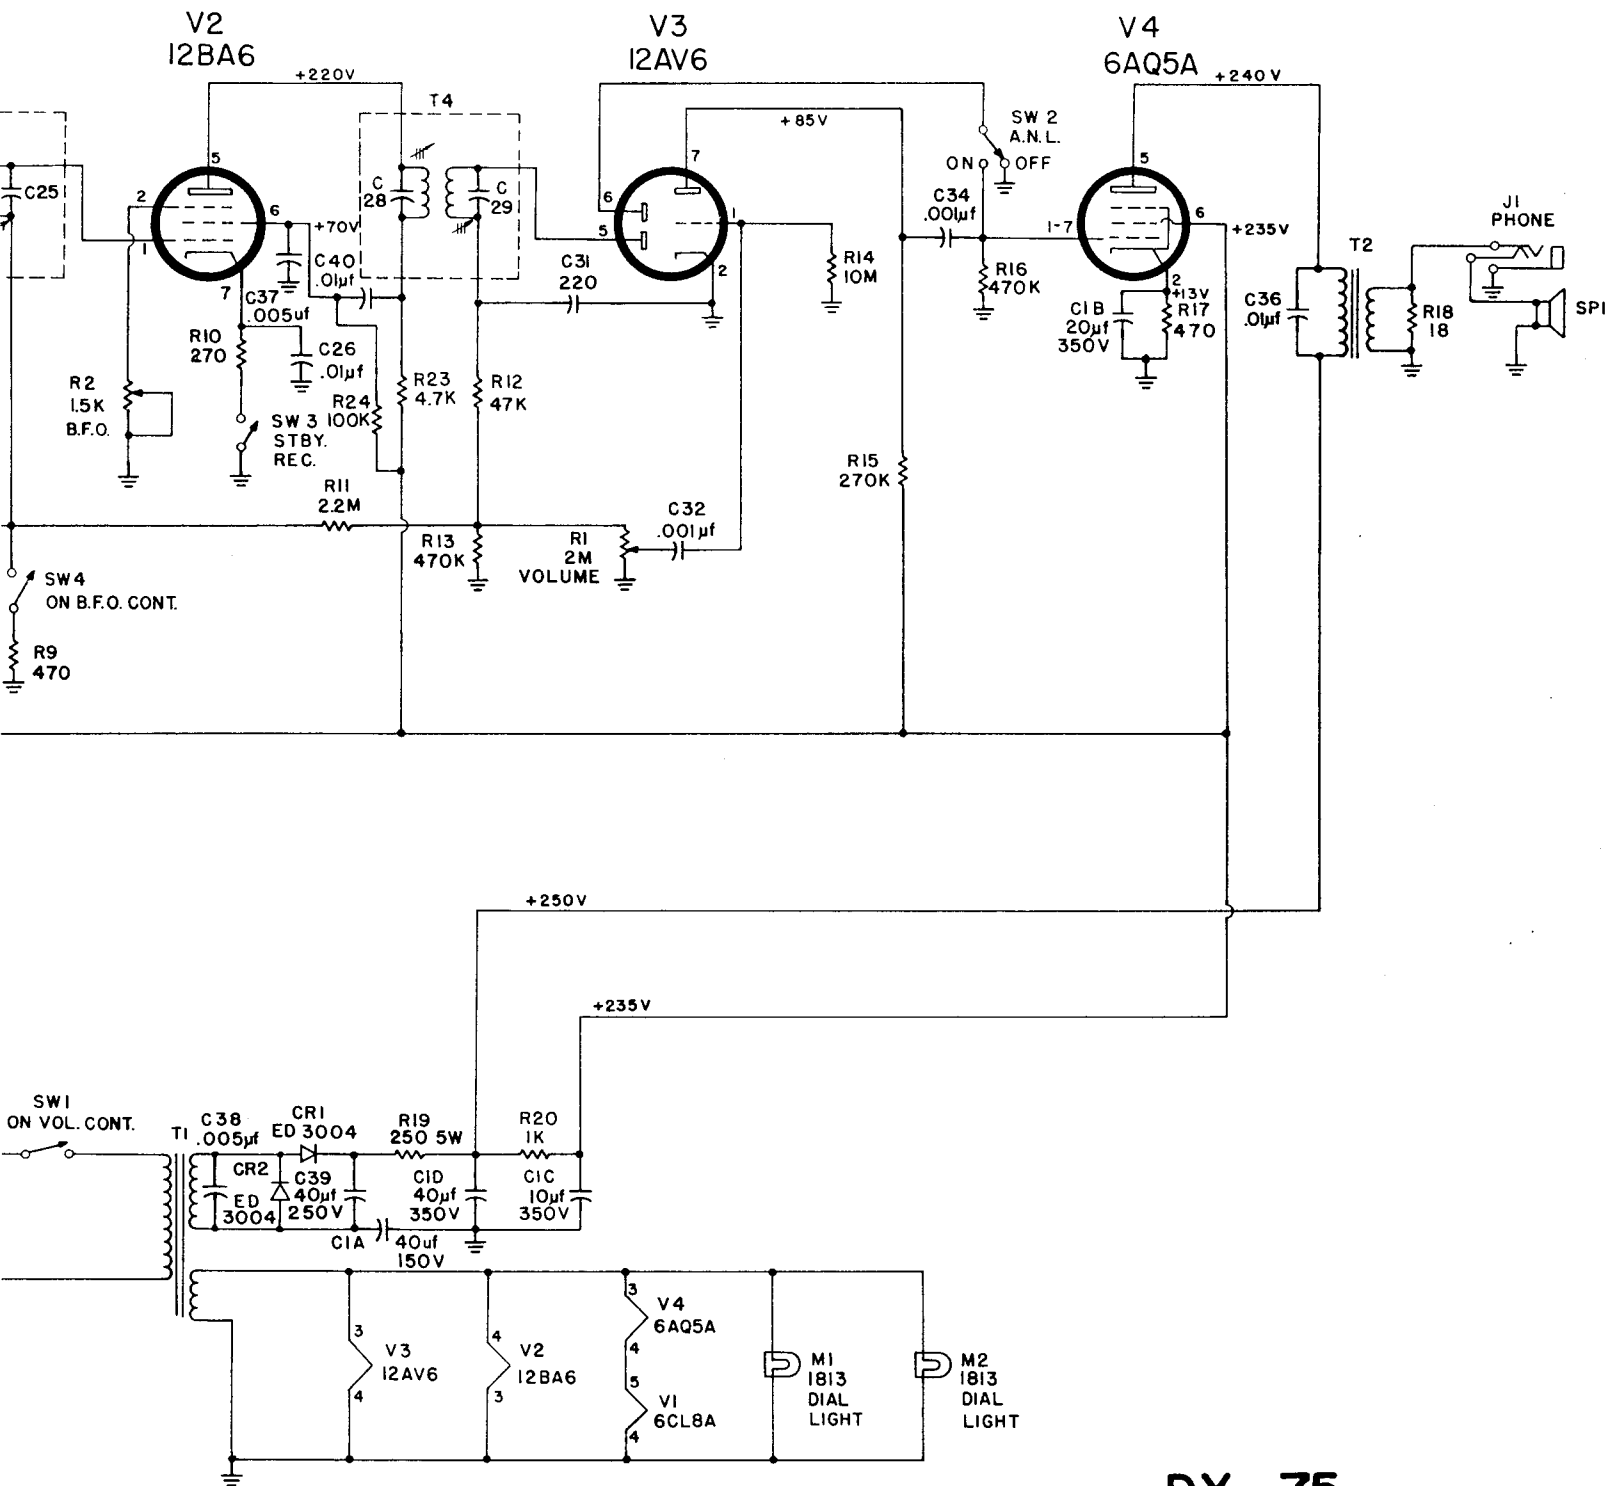 V2
12BA6
V3
12AV6
V4
6AQ5A
+220V
+240V
T4
+85V
SW 2
A.N.L.
ON
OFF
5
7
5
C25
2
6
1
7
C
28
C
29
+70V
6
5
1
2
C34
.001µf
1-7
6
2
+235V
J1
PHONE
T2
C40
.01µf
C31
220
R14
10M
R16
470K
+13V
C1B
20µf
350V
R17
470
C36
.01µf
R18
18
SP1
C37
.005uf
R10
270
C26
.01µf
R2
1.5K
B.F.O.
R24
100K
R23
4.7K
R12
47K
SW 3
STBY.
REC.
R15
270K
R11
2.2M
R13
470K
R1
2M
VOLUME
C32
.001µf
SW4
ON B.F.O. CONT.
R9
470
+250V
+235V
SW1
ON VOL. CONT.
T1
C38
.005µf
CR1
ED 3004
R19
250 5W
R20
1K
CR2
ED
3004
C39
40µf
250V
C1D
40µf
350V
C1C
10µf
350V
C1A
40uf
150V
3
V3
12AV6
4
4
V2
12BA6
3
3
V4
6AQ5A
4
5
V1
6CL8A
4
M1
1813
DIAL
LIGHT
M2
1813
DIAL
LIGHT